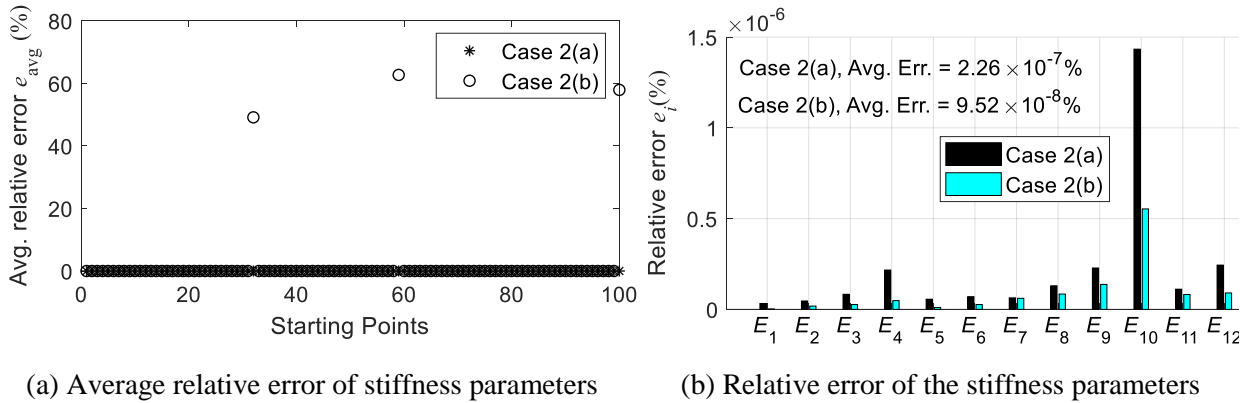 80
60
40
20
0
Avg. relative error e_avg (%)
Case 2(a)
Case 2(b)
0 20 40 60 80 100
Starting Points
(a) Average relative error of stiffness parameters
×10^-6
1.5
1
0.5
0
Relative error e_i(%)
Case 2(a), Avg. Err. = 2.26 ×10^-7%
Case 2(b), Avg. Err. = 9.52 ×10^-8%
Case 2(a)
Case 2(b)
E_1 E_2 E_3 E_4 E_5 E_6 E_7 E_8 E_9 E_10 E_11 E_12
(b) Relative error of the stiffness parameters